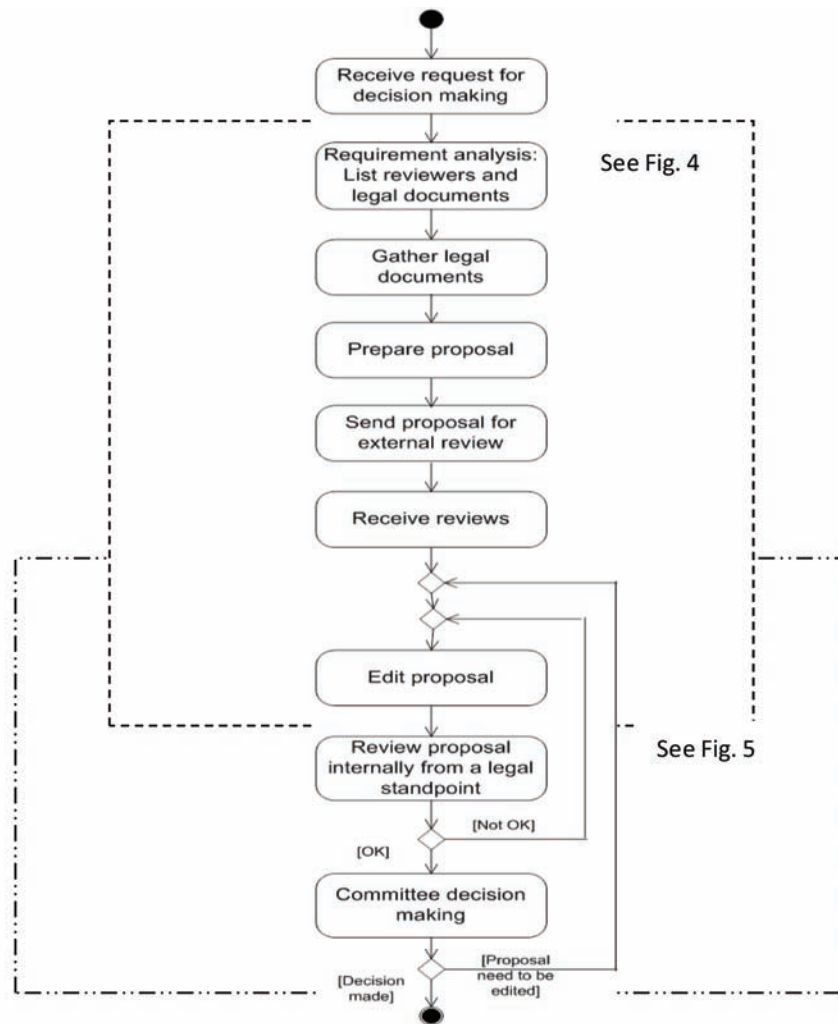 Receive request for
decision making
Requirement analysis:
List reviewers and
legal documents
See Fig. 4
Gather legal
documents
Prepare proposal
Send proposal for
external review
Receive reviews
Edit proposal
Review proposal
internally from a legal
standpoint
See Fig. 5
[Not OK]
[OK]
Committee decision
making
[Proposal
need to be
edited]
[Decision
made]